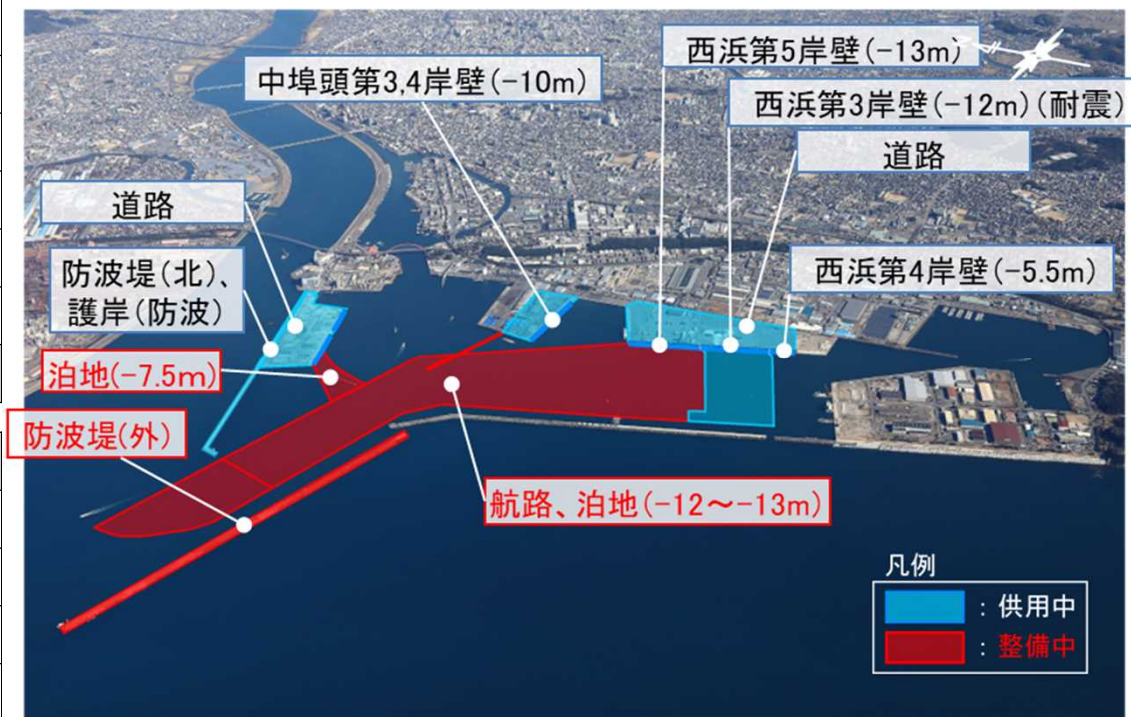 西浜第5岸壁(-13m)
中埠頭第3,4岸壁(-10m)
西浜第3岸壁(-12m)(耐震)
道路
道路
防波堤(北)、
護岸(防波)
西浜第4岸壁(-5.5m)
泊地(-7.5m)
防波堤(外)
航路、泊地(-12～-13m)
凡例
：供用中
：整備中